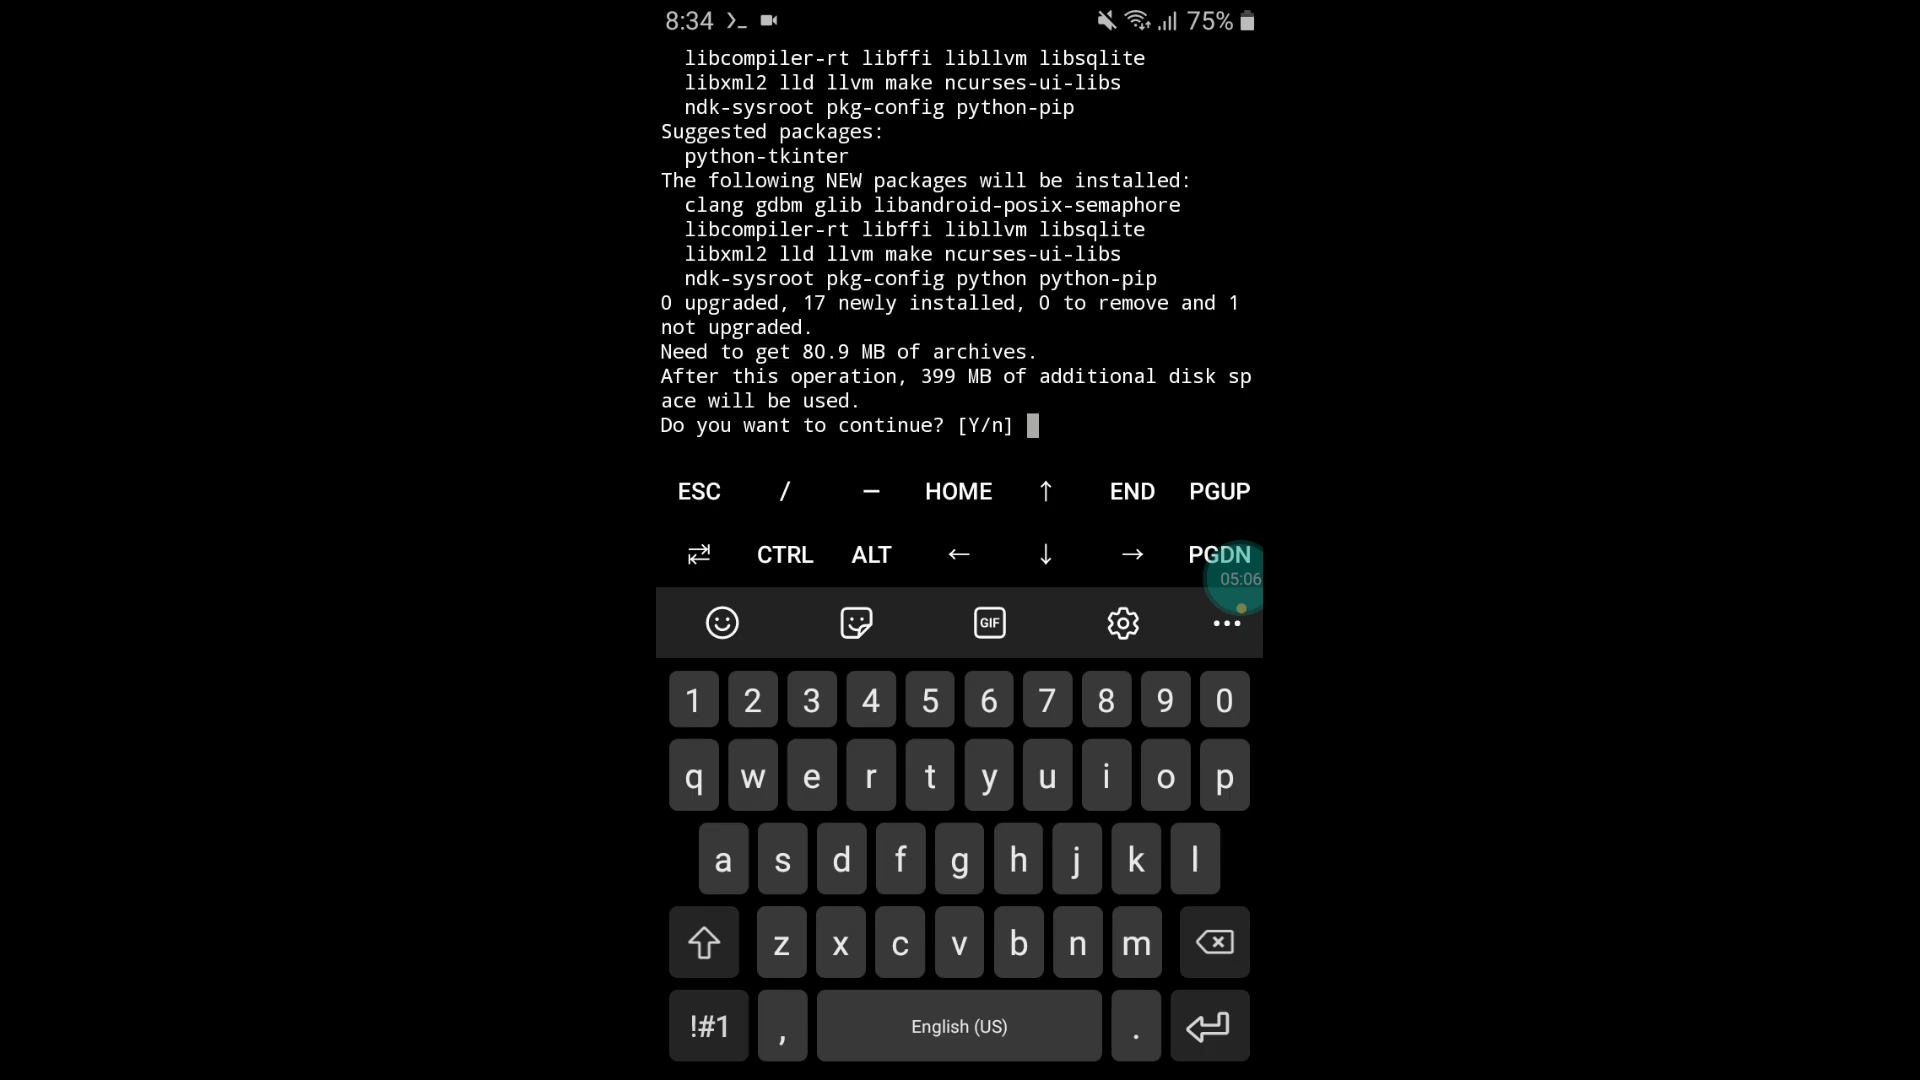 8:34 75%
libcompiler-rt libffi libllvm libsqlite
libxml2 lld llvm make ncurses-ui-libs
ndk-sysroot pkg-config python-pip
Suggested packages:
python-tkinter
The following NEW packages will be installed:
clang gdbm glib libandroid-posix-semaphore
libcompiler-rt libffi libllvm libsqlite
libxml2 lld llvm make ncurses-ui-libs
ndk-sysroot pkg-config python python-pip
0 upgraded, 17 newly installed, 0 to remove and 1
not upgraded.
Need to get 80.9 MB of archives.
After this operation, 399 MB of additional disk sp
ace will be used.
Do you want to continue? [Y/n]
ESC / — HOME ↑ END PGUP
⇄ CTRL ALT ← ↓ → PGDN
05:06
GIF
1 2 3 4 5 6 7 8 9 0
q w e r t y u i o p
a s d f g h j k l
z x c v b n m
!#1 , English (US) .